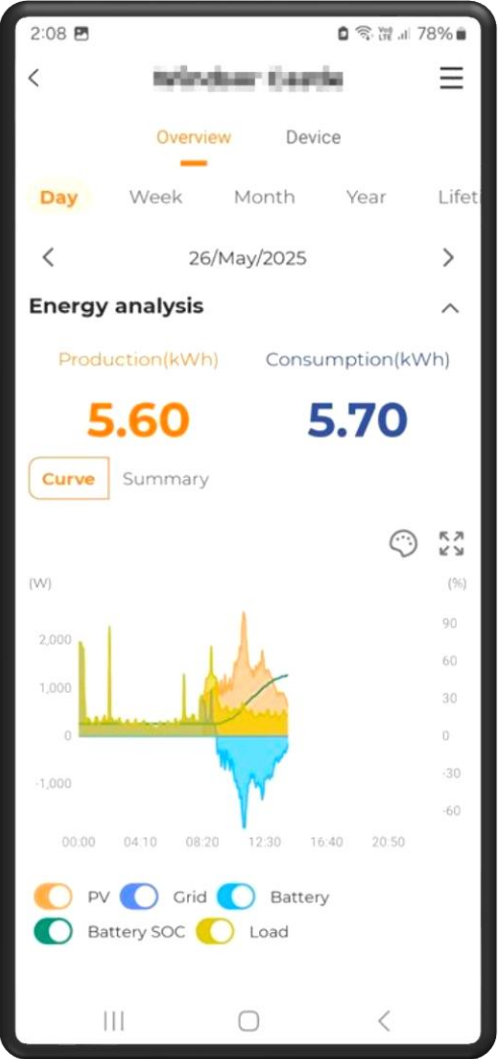 2:08 78%
Overview Device
Day Week Month Year Lifeti
26/May/2025
Energy analysis
Production(kWh) Consumption(kWh)
5.60 5.70
Curve Summary
(W) (%)
90
2,000
60
1,000
30
0 0
-30
-1,000
-60
00:00 04:10 08:20 12:30 16:40 20:50
PV Grid Battery
Battery SOC Load